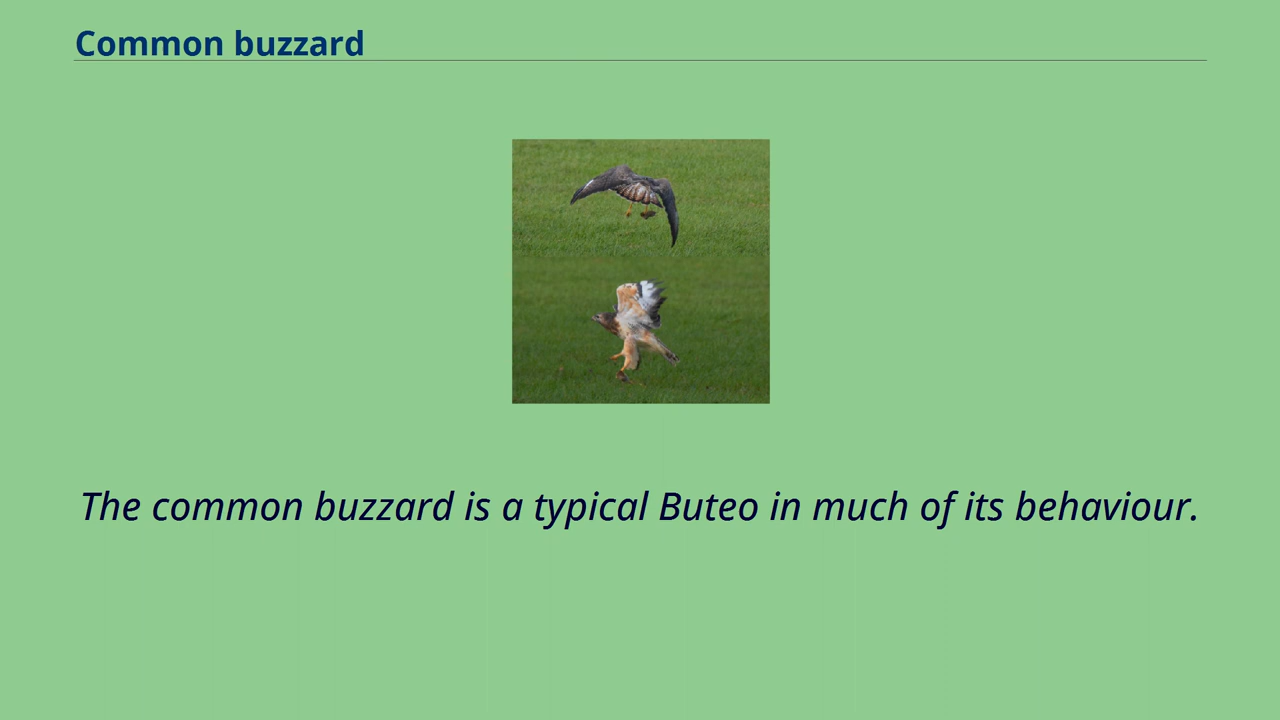 Common buzzard
The common buzzard is a typical Buteo in much of its behaviour.